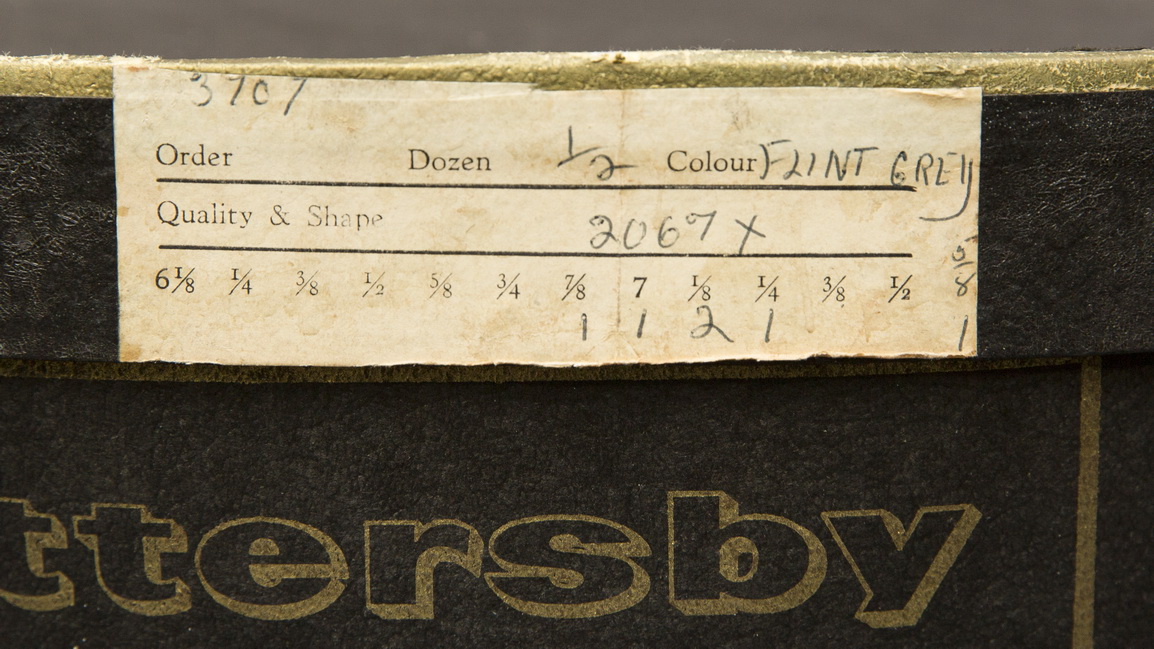 3707
Order Dozen 1/2 Colour FLINT GREY
Quality & Shape 2067 X
6 1/8 1/4 3/8 1/2 5/8 3/4 7/8 7 1/8 1/4 3/8 1/2 5/8
1 1 2 1 1
ttersby